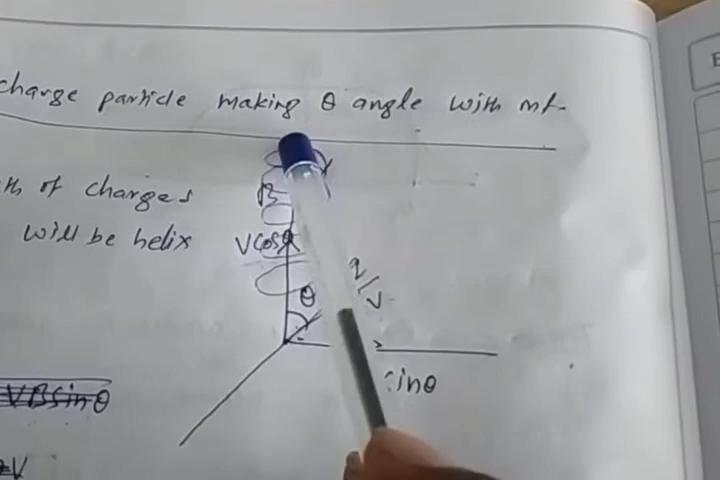 charge particle making θ angle with mf.
B
th of charges
will be helix
Vcosθ
θ
q/v
sinθ
VBsinθ
=V